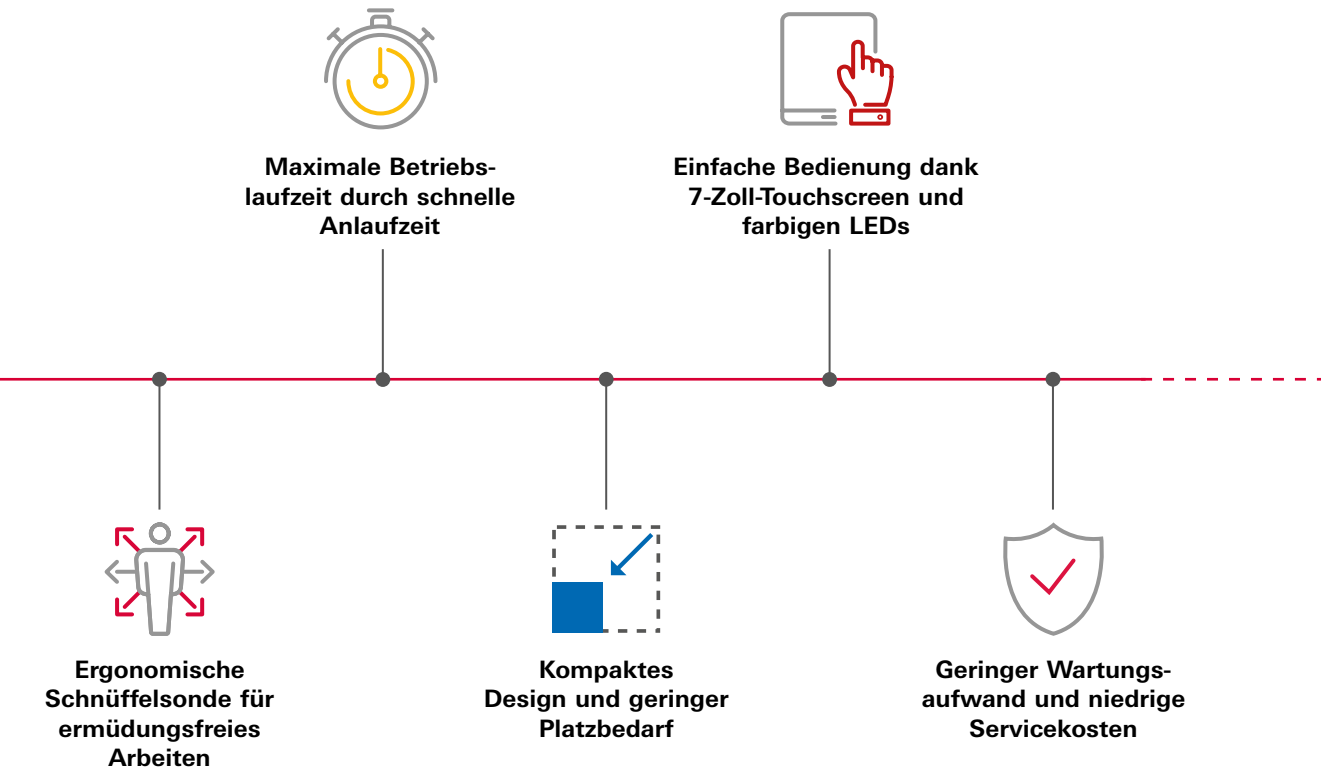 Maximale Betriebs-
laufzeit durch schnelle
Anlaufzeit
Einfache Bedienung dank
7-Zoll-Touchscreen und
farbigen LEDs
Ergonomische
Schnüffelsonde für
ermüdungsfreies
Arbeiten
Kompaktes
Design und geringer
Platzbedarf
Geringer Wartungs-
aufwand und niedrige
Servicekosten